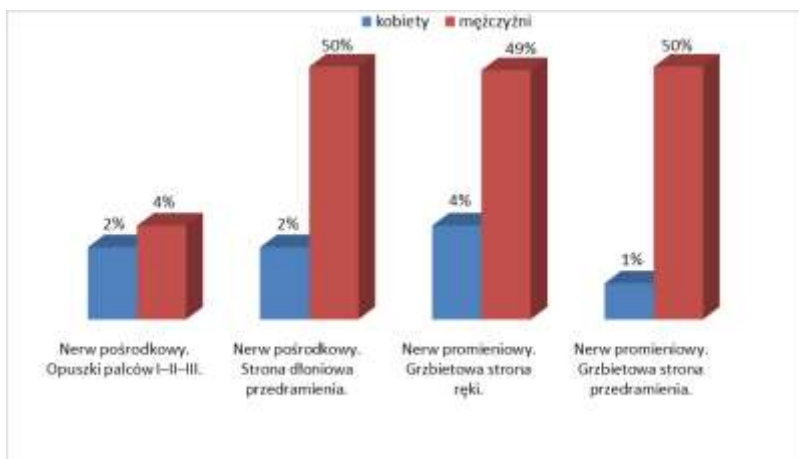 kobiety mężczyźni
2%
4%
2%
50%
4%
49%
1%
50%
Nerw pośrodkowy.
Opuszki palców I–II–III.
Nerw pośrodkowy.
Strona dłoniowa
przedramienia.
Nerw promieniowy.
Grzbietowa strona
ręki.
Nerw promieniowy.
Grzbietowa strona
przedramienia.